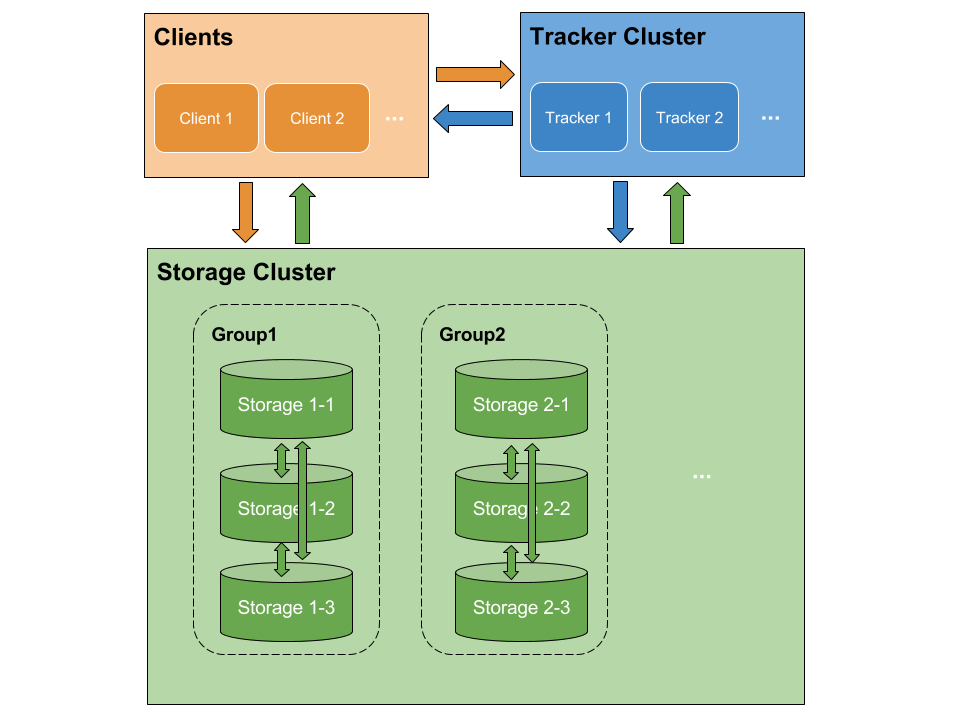 Clients
Tracker Cluster
Client 1
Client 2
...
Tracker 1
Tracker 2
...
Storage Cluster
Group1
Group2
Storage 1-1
Storage 2-1
Storage 1-2
Storage 2-2
...
Storage 1-3
Storage 2-3